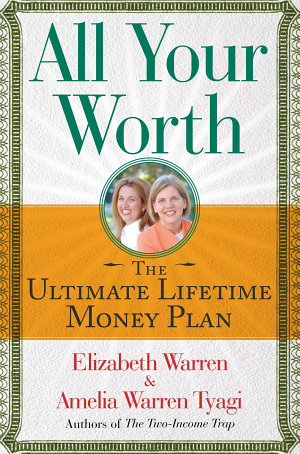 All Your
Worth
The
Ultimate Lifetime
Money Plan
Elizabeth Warren
&
Amelia Warren Tyagi
Authors of The Two-Income Trap